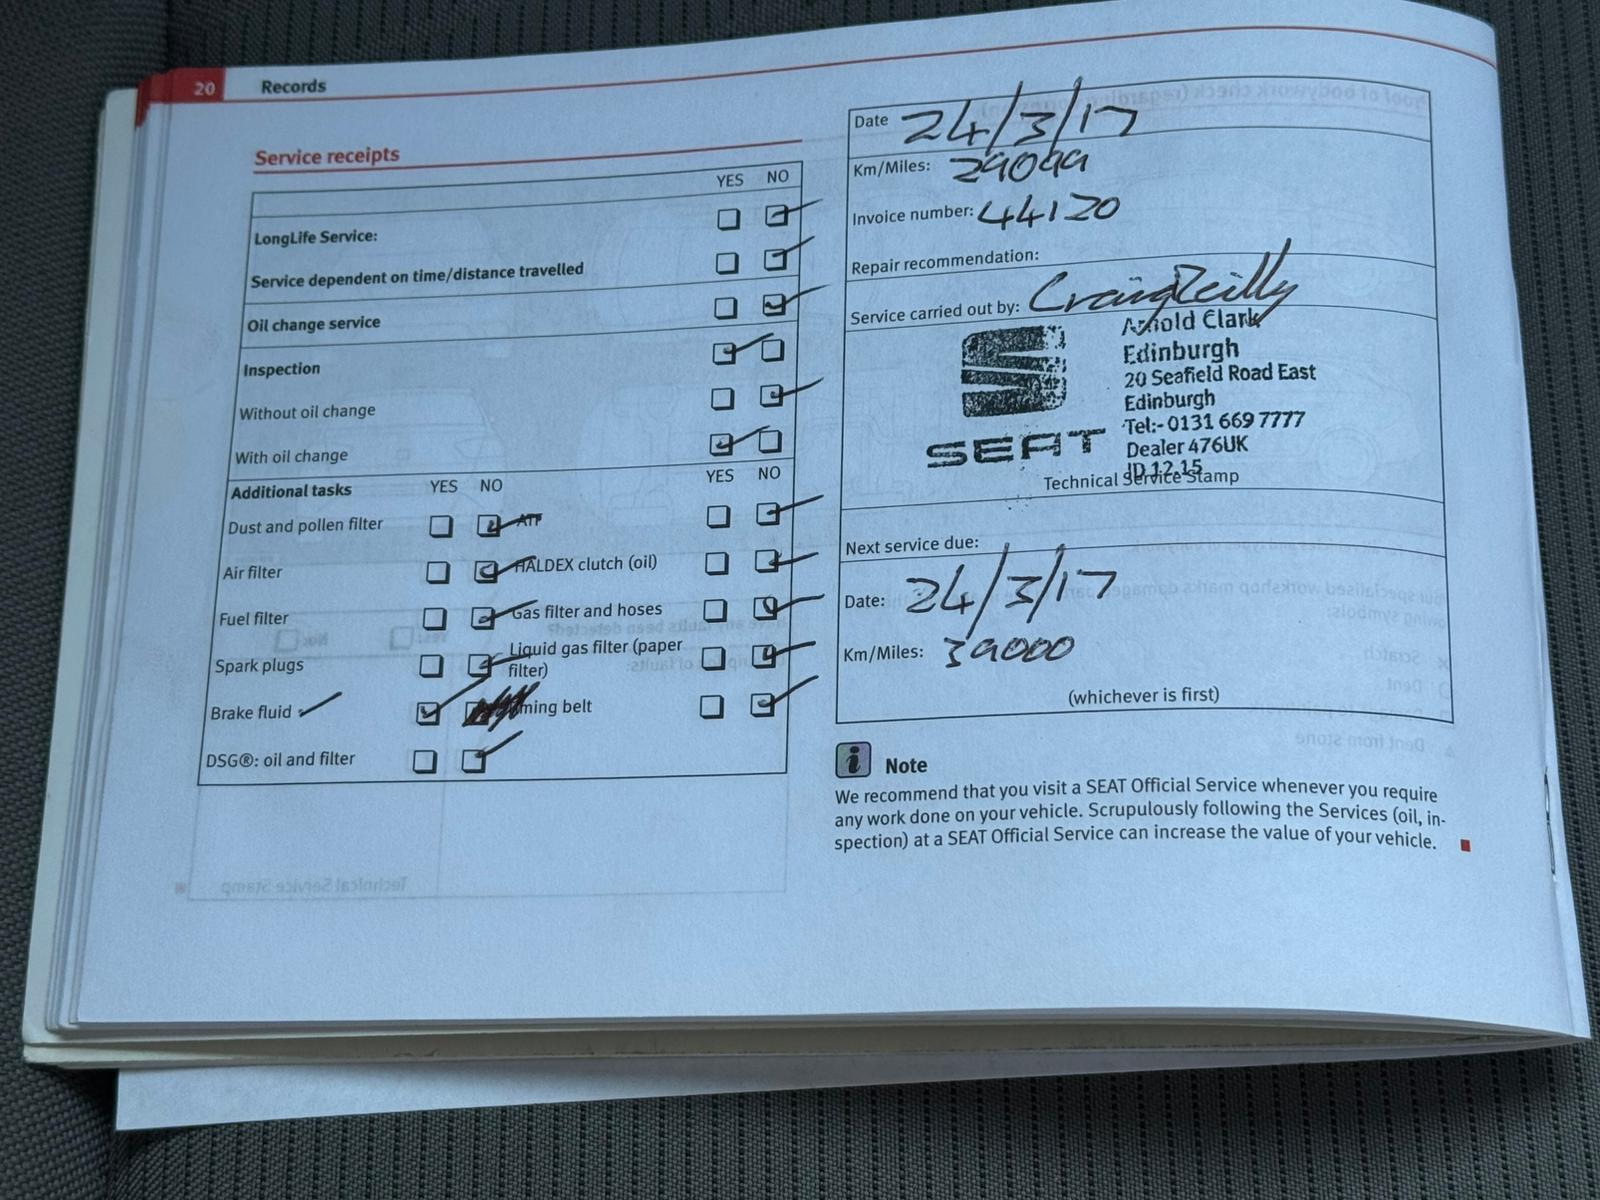 20 Records
Service receipts
YES NO
LongLife Service:
Service dependent on time/distance travelled
Oil change service
Inspection
Without oil change
With oil change
Additional tasks YES NO YES NO
Dust and pollen filter ATF
Air filter HALDEX clutch (oil)
Fuel filter Gas filter and hoses
Spark plugs Liquid gas filter (paper
filter)
Brake fluid ming belt
DSG®: oil and filter
Date 24/3/17
Km/Miles: 29099
Invoice number: 44120
Repair recommendation:
Service carried out by: Craig Reilly
Arnold Clark
Edinburgh
20 Seafield Road East
Edinburgh
Tel:- 0131 669 7777
Dealer 476UK
JD 12.15
SEAT
Technical Service Stamp
Next service due:
Date: 24/3/17
Km/Miles: 39000
(whichever is first)
i Note
We recommend that you visit a SEAT Official Service whenever you require
any work done on your vehicle. Scrupulously following the Services (oil, in-
spection) at a SEAT Official Service can increase the value of your vehicle.